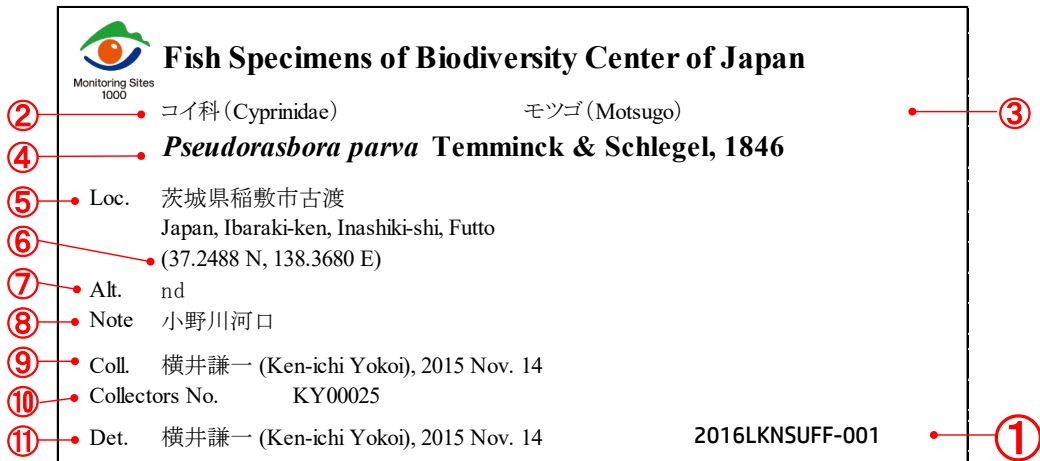 Monitoring Sites
1000
Fish Specimens of Biodiversity Center of Japan
② コイ科（Cyprinidae） モツゴ（Motsugo） ③
④ Pseudorasbora parva Temminck & Schlegel, 1846
⑤ Loc. 茨城県稲敷市古渡
Japan, Ibaraki-ken, Inashiki-shi, Futto
⑥ (37.2488 N, 138.3680 E)
⑦ Alt. nd
⑧ Note 小野川河口
⑨ Coll. 横井謙一 (Ken-ichi Yokoi), 2015 Nov. 14
⑩ Collectors No. KY00025
⑪ Det. 横井謙一 (Ken-ichi Yokoi), 2015 Nov. 14 2016LKNSUFF-001 ①